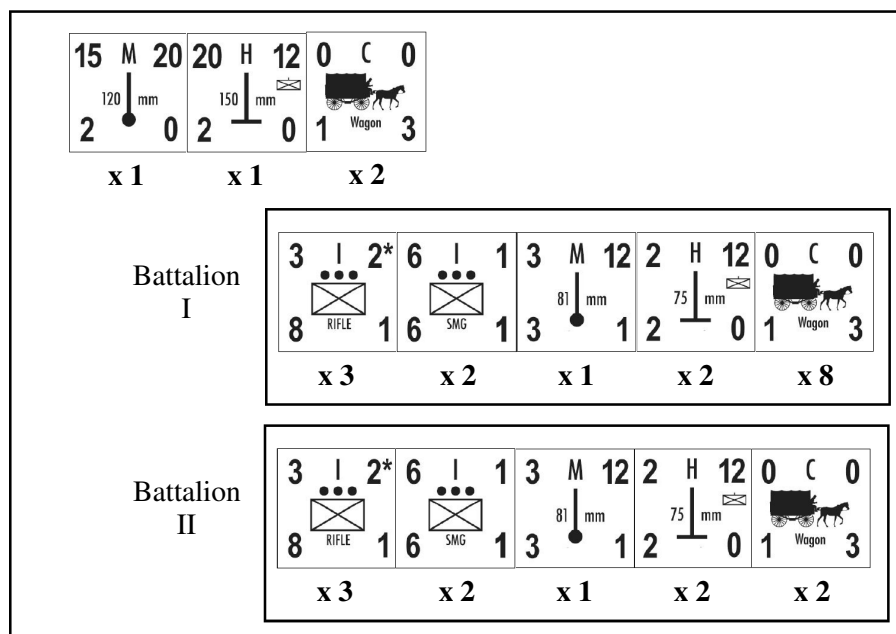 15 M 20 20 H 12 0 C 0
120 mm 150 mm
Wagon
2 0 2 0 1 3
x 1 x 1 x 2
Battalion
I
3 I 2* 6 I 1 3 M 12 2 H 12 0 C 0
81 mm 75 mm
RIFLE SMG Wagon
8 1 6 1 3 1 2 0 1 3
x 3 x 2 x 1 x 2 x 8
Battalion
II
3 I 2* 6 I 1 3 M 12 2 H 12 0 C 0
81 mm 75 mm
RIFLE SMG Wagon
8 1 6 1 3 1 2 0 1 3
x 3 x 2 x 1 x 2 x 2